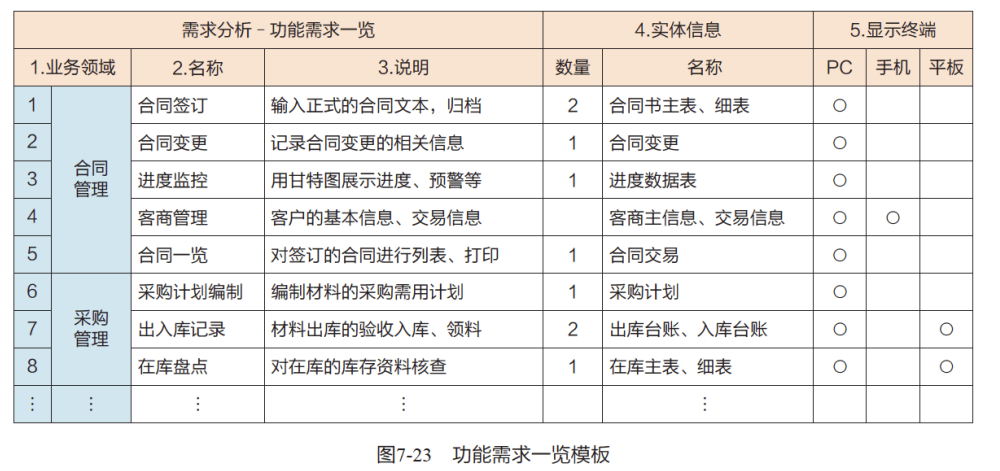 需求分析 - 功能需求一览 4.实体信息 5.显示终端
1.业务领域 2.名称 3.说明 数量 名称 PC 手机 平板
1 合同管理 合同签订 输入正式的合同文本，归档 2 合同书主表、细表 ○
2 合同变更 记录合同变更的相关信息 1 合同变更 ○
3 进度监控 用甘特图展示进度、预警等 1 进度数据表 ○
4 客商管理 客户的基本信息、交易信息 客商主信息、交易信息 ○ ○
5 合同一览 对签订的合同进行列表、打印 1 合同交易 ○
6 采购管理 采购计划编制 编制材料的采购需用计划 1 采购计划 ○
7 出入库记录 材料出库的验收入库、领料 2 出库台账、入库台账 ○ ○
8 在库盘点 对在库的库存资料核查 1 在库主表、细表 ○ ○
⋮ ⋮ ⋮ ⋮ ⋮
图7-23 功能需求一览模板